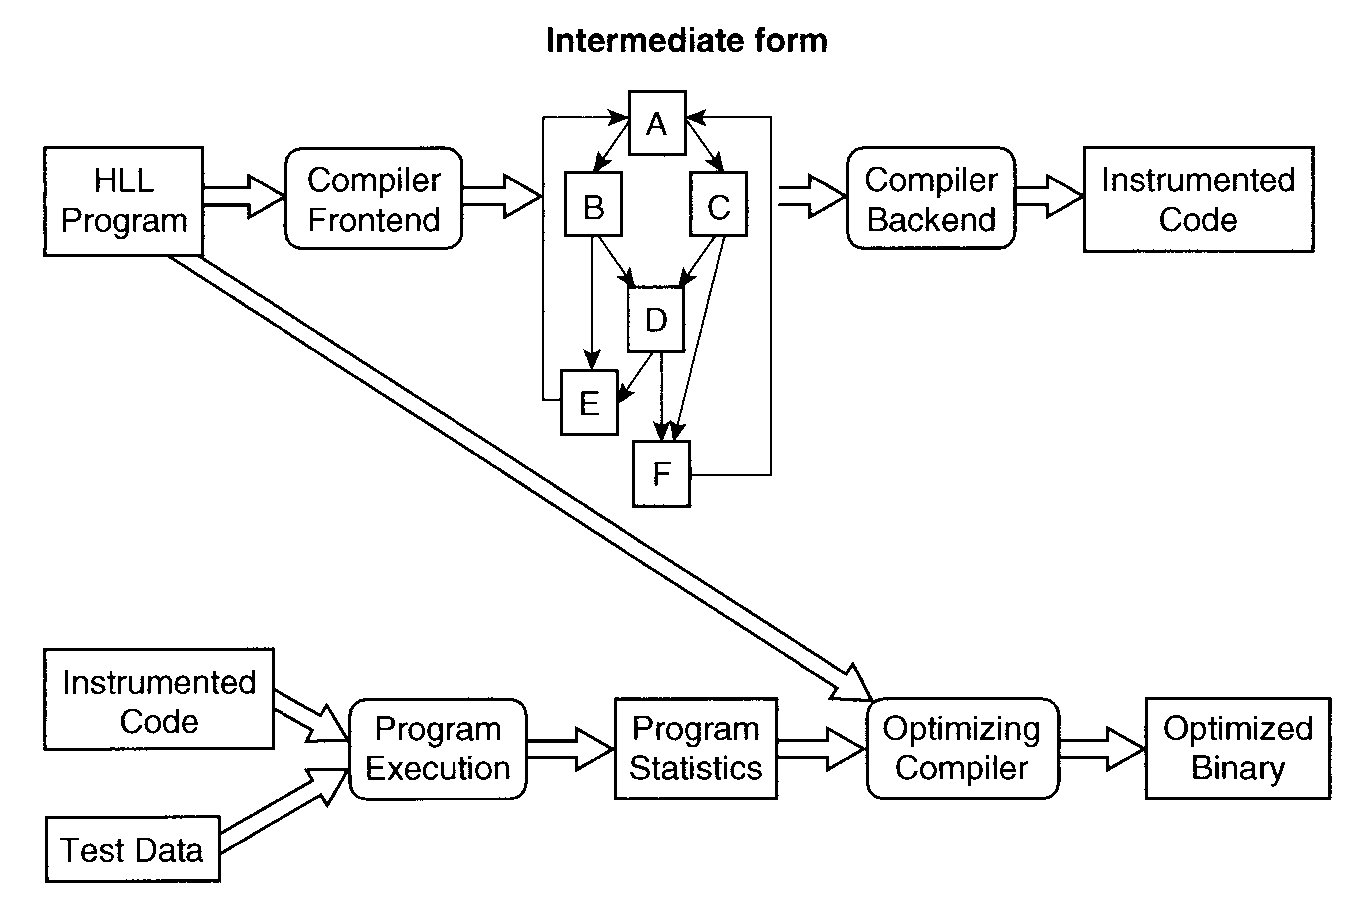 Intermediate form
HLL
Program
Compiler
Frontend
A
B
C
D
E
F
Compiler
Backend
Instrumented
Code
Instrumented
Code
Test Data
Program
Execution
Program
Statistics
Optimizing
Compiler
Optimized
Binary